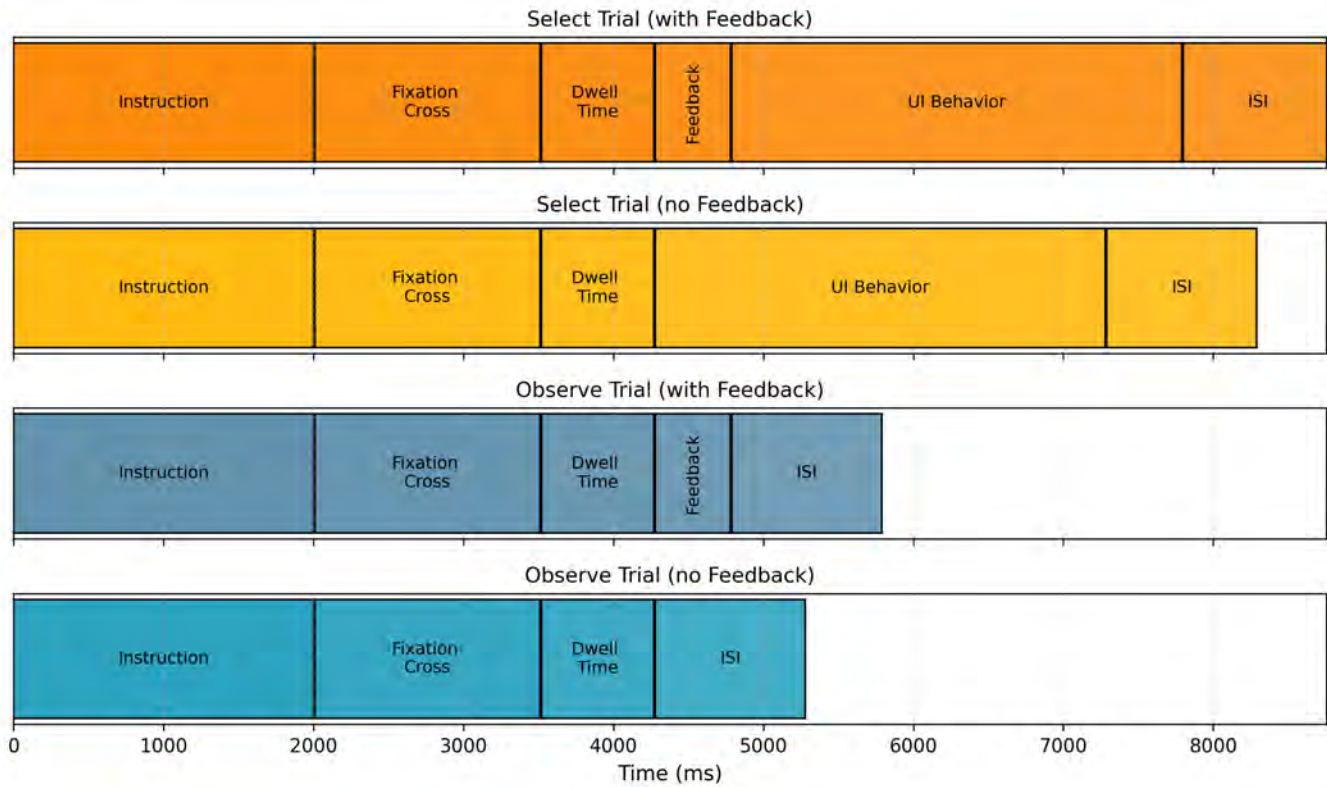 Select Trial (with Feedback)
Instruction
Fixation
Cross
Dwell
Time
Feedback
UI Behavior
ISI
Select Trial (no Feedback)
Instruction
Fixation
Cross
Dwell
Time
UI Behavior
ISI
Observe Trial (with Feedback)
Instruction
Fixation
Cross
Dwell
Time
Feedback
ISI
Observe Trial (no Feedback)
Instruction
Fixation
Cross
Dwell
Time
ISI
0 1000 2000 3000 4000 5000 6000 7000 8000
Time (ms)